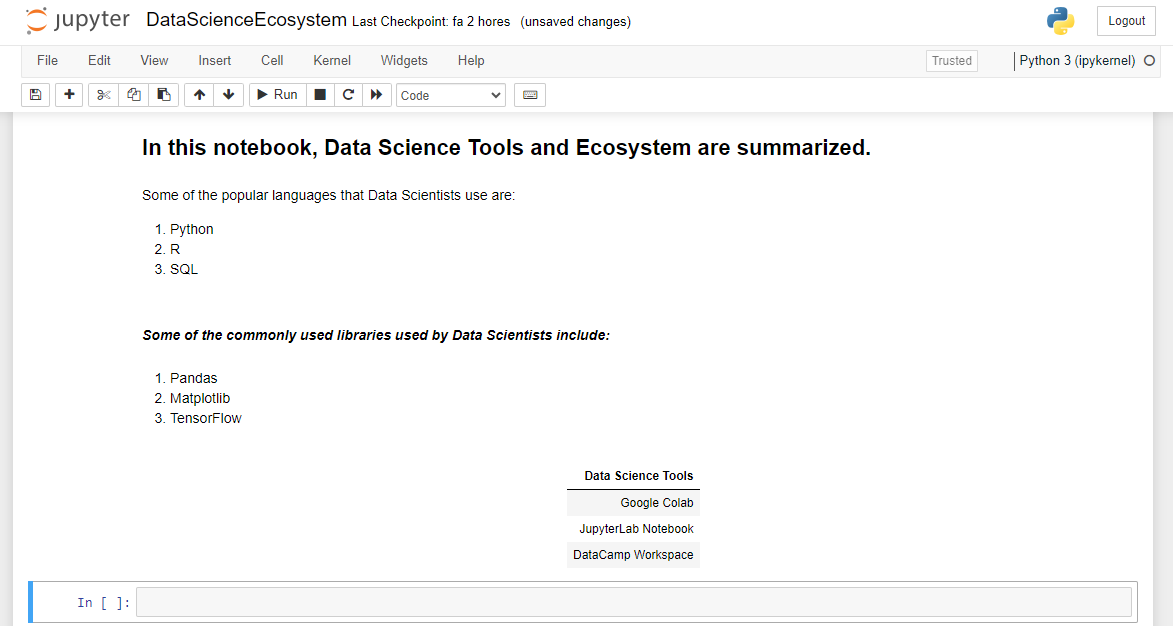 jupyter DataScienceEcosystem Last Checkpoint: fa 2 hores (unsaved changes) Logout
File Edit View Insert Cell Kernel Widgets Help Trusted Python 3 (ipykernel)
Run Code
In this notebook, Data Science Tools and Ecosystem are summarized.
Some of the popular languages that Data Scientists use are:
1. Python
2. R
3. SQL
Some of the commonly used libraries used by Data Scientists include:
1. Pandas
2. Matplotlib
3. TensorFlow
Data Science Tools
Google Colab
JupyterLab Notebook
DataCamp Workspace
In [ ]: